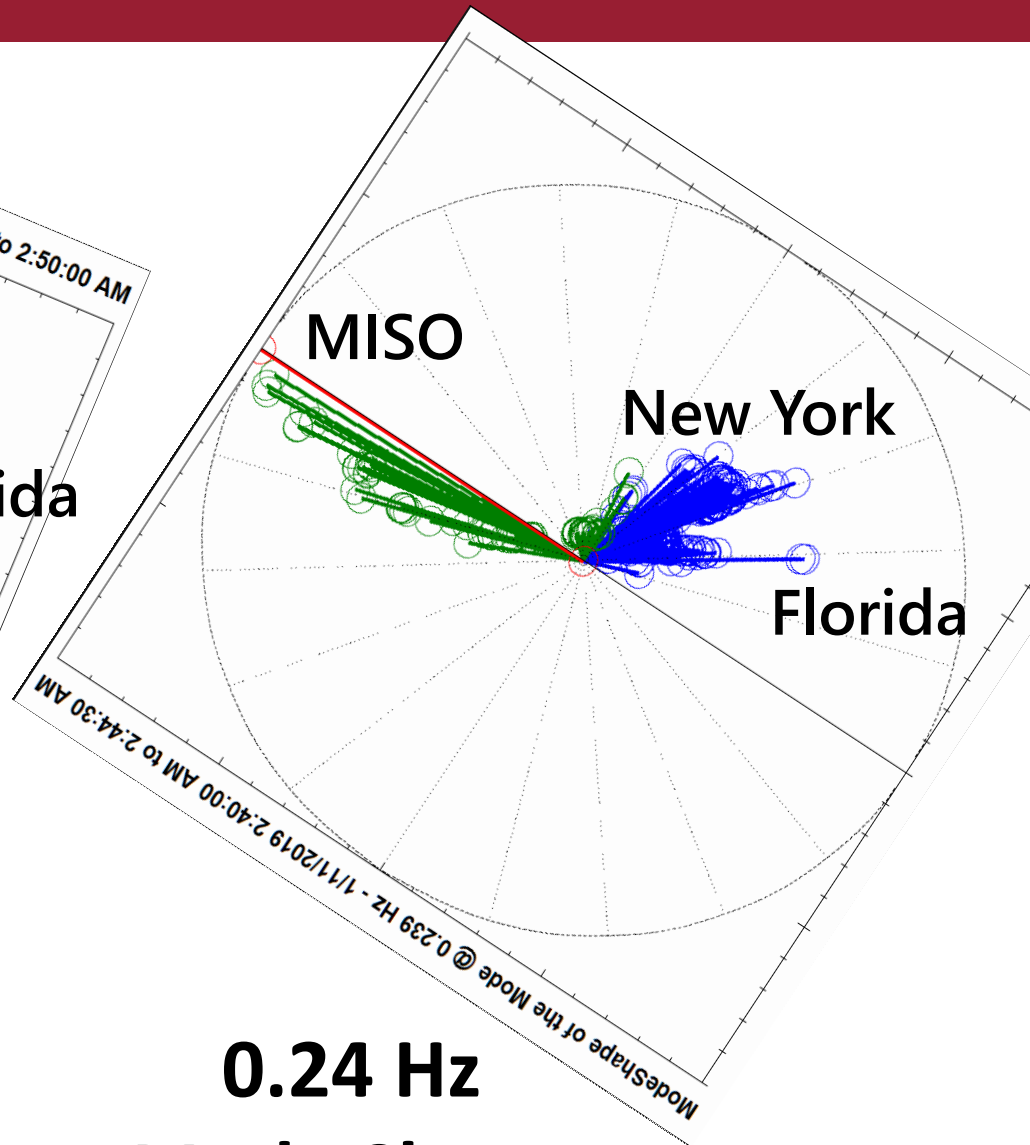 to 2:50:00 AM
MISO
New York
Florida
ModeShape of the Mode @ 0.239 Hz - 1/11/2019 2:40:00 AM to 2:44:30 AM
0.24 Hz